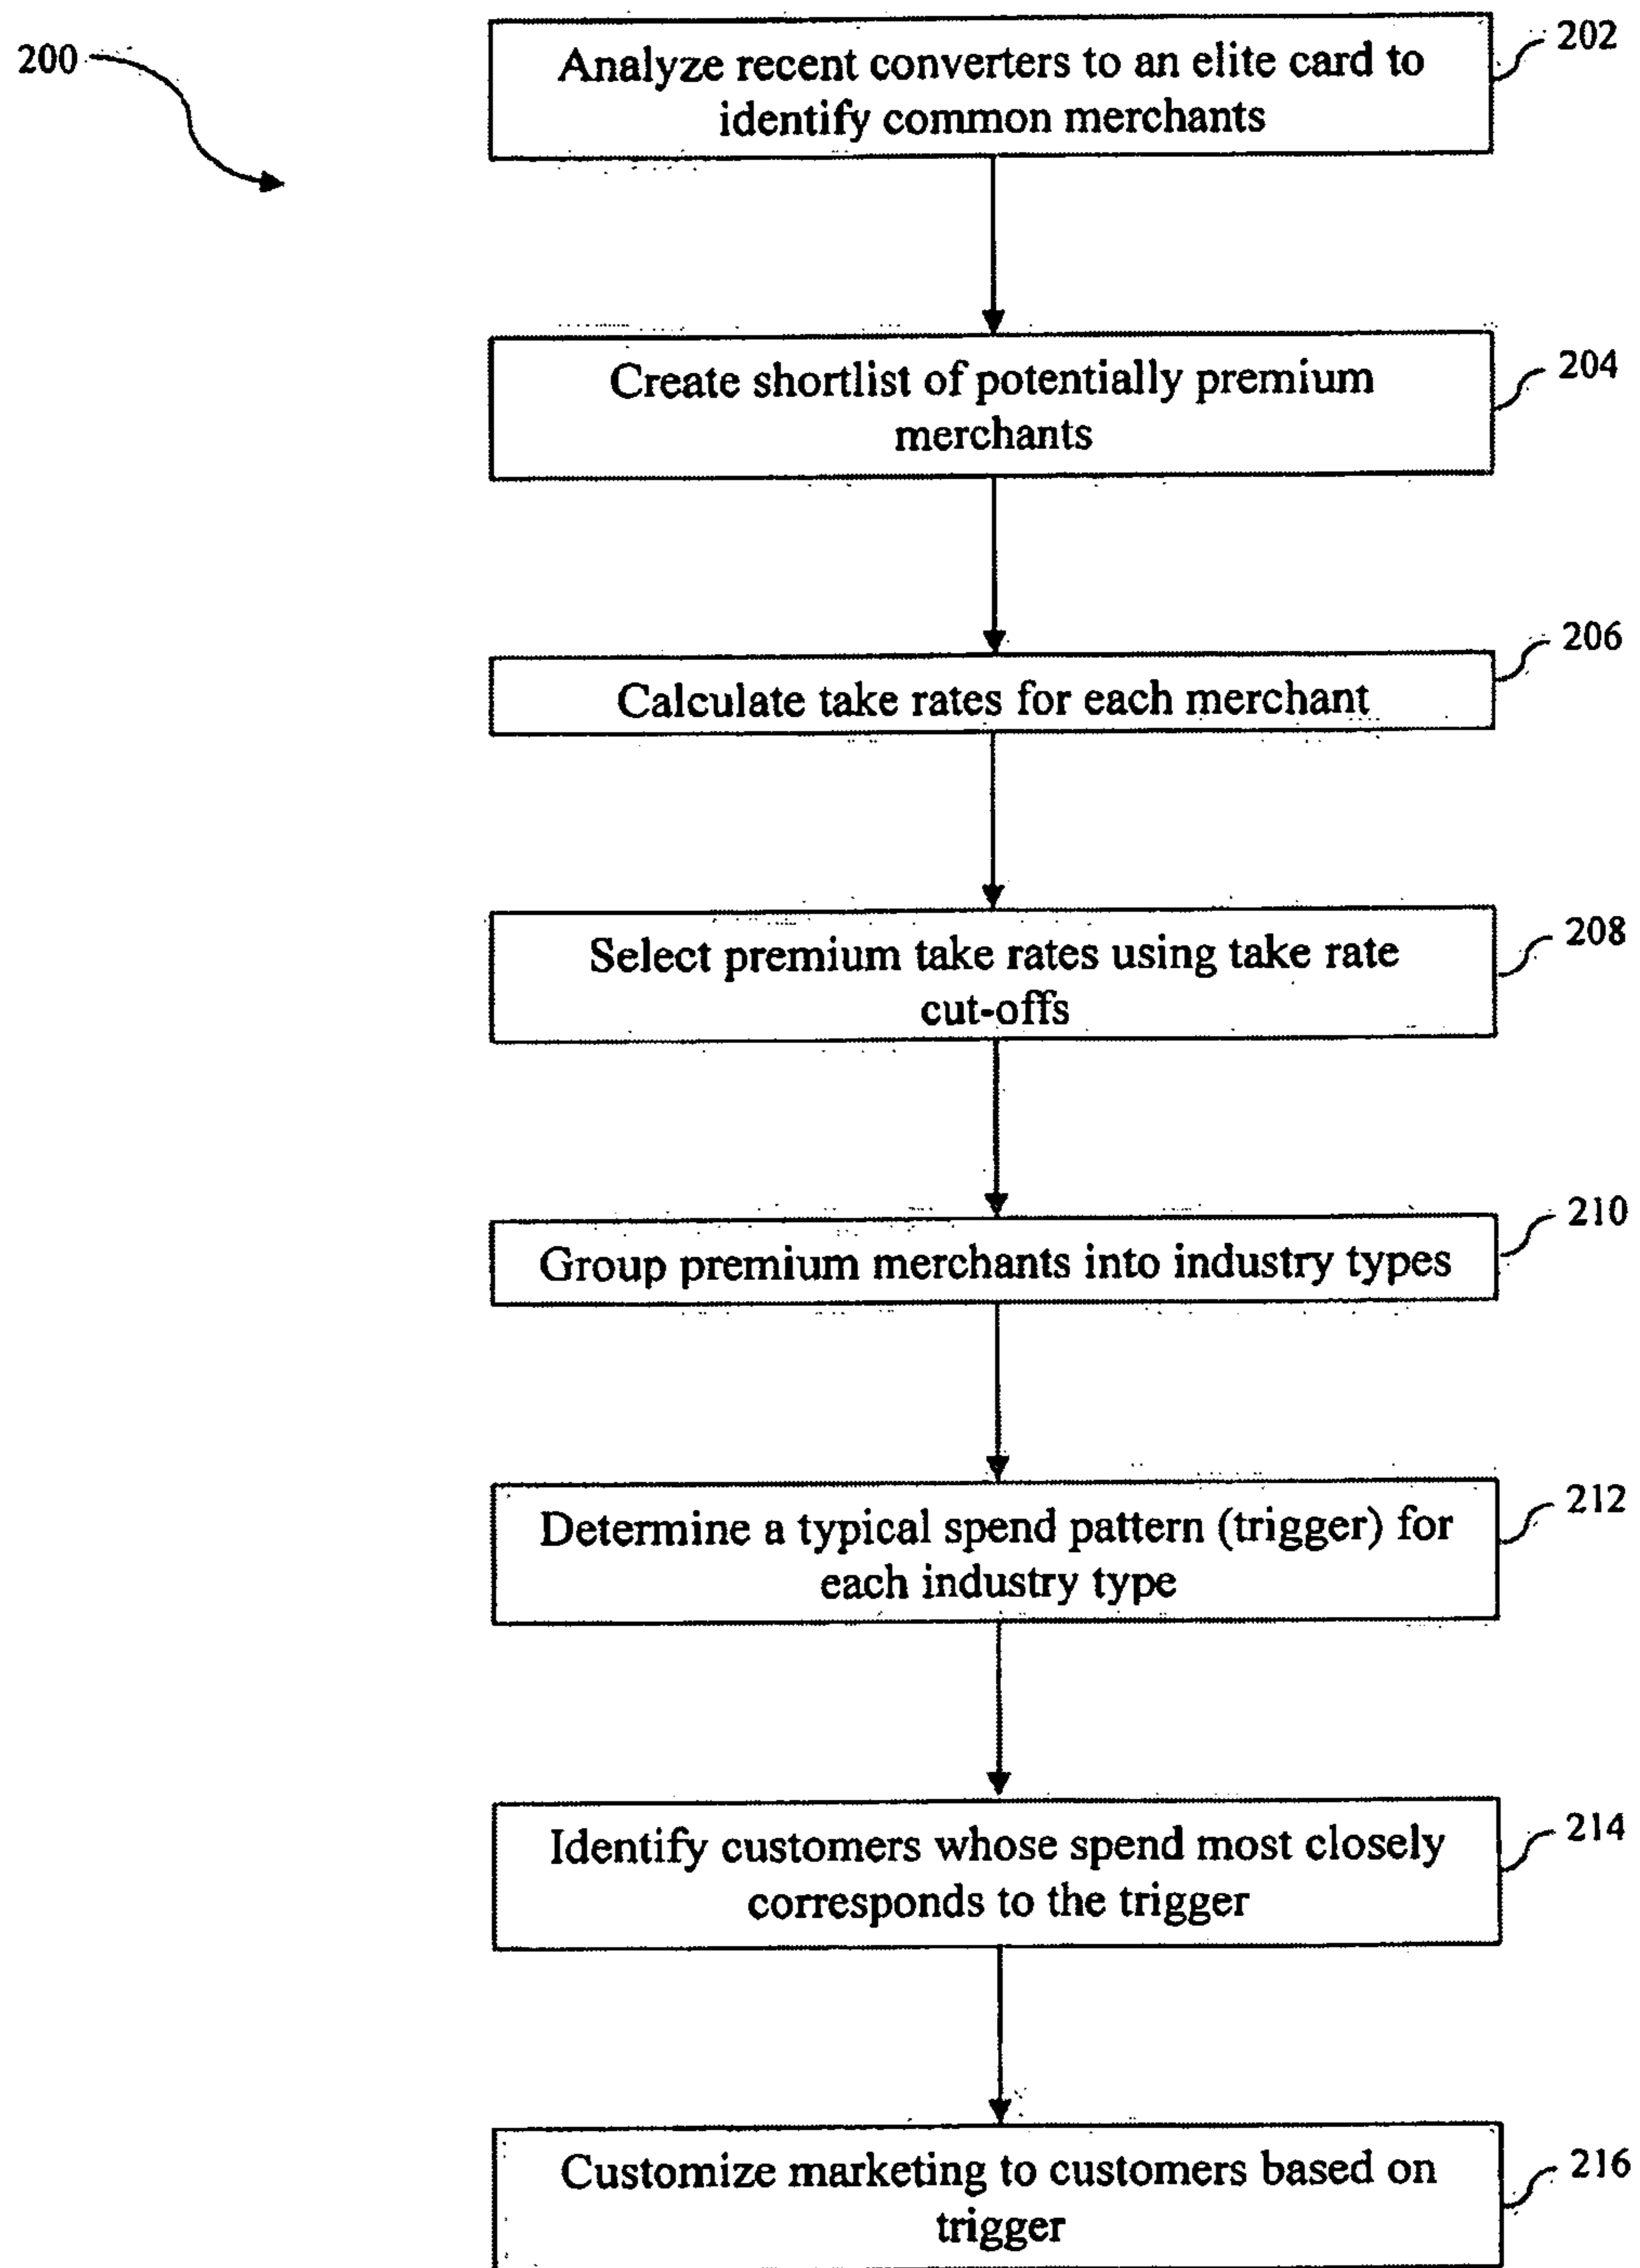 200
202
Analyze recent converters to an elite card to
identify common merchants
204
Create shortlist of potentially premium
merchants
206
Calculate take rates for each merchant
208
Select premium take rates using take rate
cut-offs
210
Group premium merchants into industry types
212
Determine a typical spend pattern (trigger) for
each industry type
214
Identify customers whose spend most closely
corresponds to the trigger
216
Customize marketing to customers based on
trigger